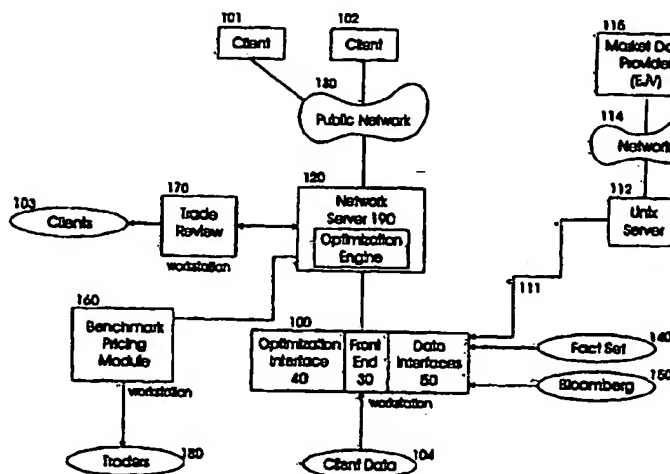 101
102
Client
Client
130
Public Network
115
Market Da
Provider
(EJV)
114
Network
112
Unix
Server
111
120
Network
Server 190
Optimization
Engine
170
Trade
Review
workstation
103
Clients
160
Benchmark
Pricing
Module
workstation
180
Traders
100
Optimization
Interface
40
Front
End
30
Data
Interfaces
50
workstation
140
Fact Set
150
Bloomberg
104
Client Data